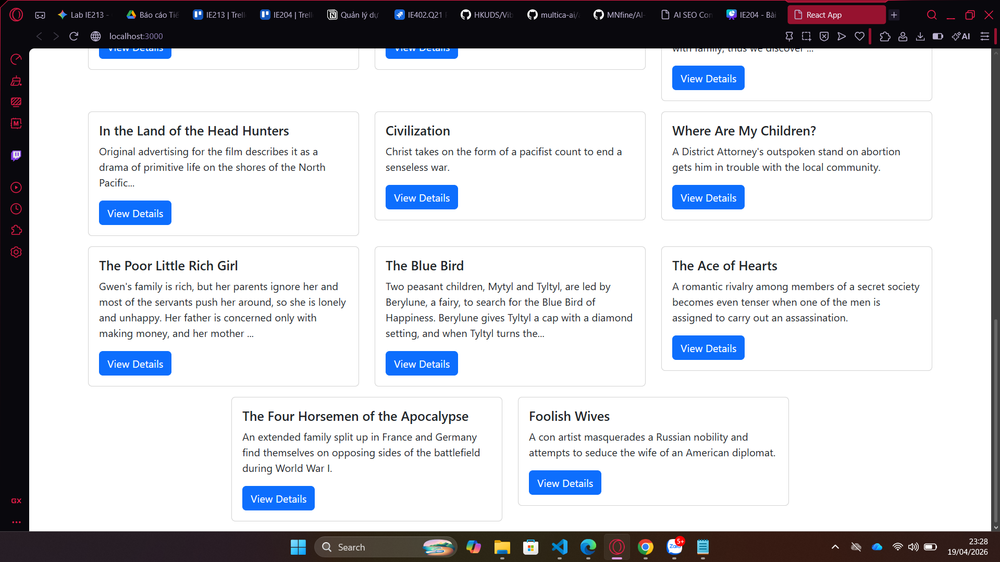 Lab IE213 -
Báo cáo Tiể
IE213 | Trell
IE204 | Trell
Quản lý dự
IE402.Q21
HKUDS/Vib
multica-ai/
MNfine/AI-
AI SEO Con
IE204 - Bài
React App
localhost:3000
AI
M
View Details
View Details
with family, thus we discover ...
View Details
In the Land of the Head Hunters
Original advertising for the film describes it as a
drama of primitive life on the shores of the North
Pacific...
View Details
Civilization
Christ takes on the form of a pacifist count to end a
senseless war.
View Details
Where Are My Children?
A District Attorney's outspoken stand on abortion
gets him in trouble with the local community.
View Details
The Poor Little Rich Girl
Gwen's family is rich, but her parents ignore her and
most of the servants push her around, so she is lonely
and unhappy. Her father is concerned only with
making money, and her mother ...
View Details
The Blue Bird
Two peasant children, Mytyl and Tyltyl, are led by
Berylune, a fairy, to search for the Blue Bird of
Happiness. Berylune gives Tyltyl a cap with a diamond
setting, and when Tyltyl turns the...
View Details
The Ace of Hearts
A romantic rivalry among members of a secret society
becomes even tenser when one of the men is
assigned to carry out an assassination.
View Details
The Four Horsemen of the Apocalypse
An extended family split up in France and Germany
find themselves on opposing sides of the battlefield
during World War I.
View Details
Foolish Wives
A con artist masquerades a Russian nobility and
attempts to seduce the wife of an American diplomat.
View Details
GX
Search
Zalo
5+
23:28
19/04/2026